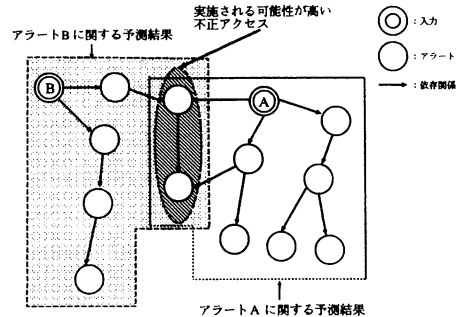 実施される可能性が高い
不正アクセス
アラートBに関する予測結果
:入力
:アラート
:依存関係
B
A
アラートAに関する予測結果